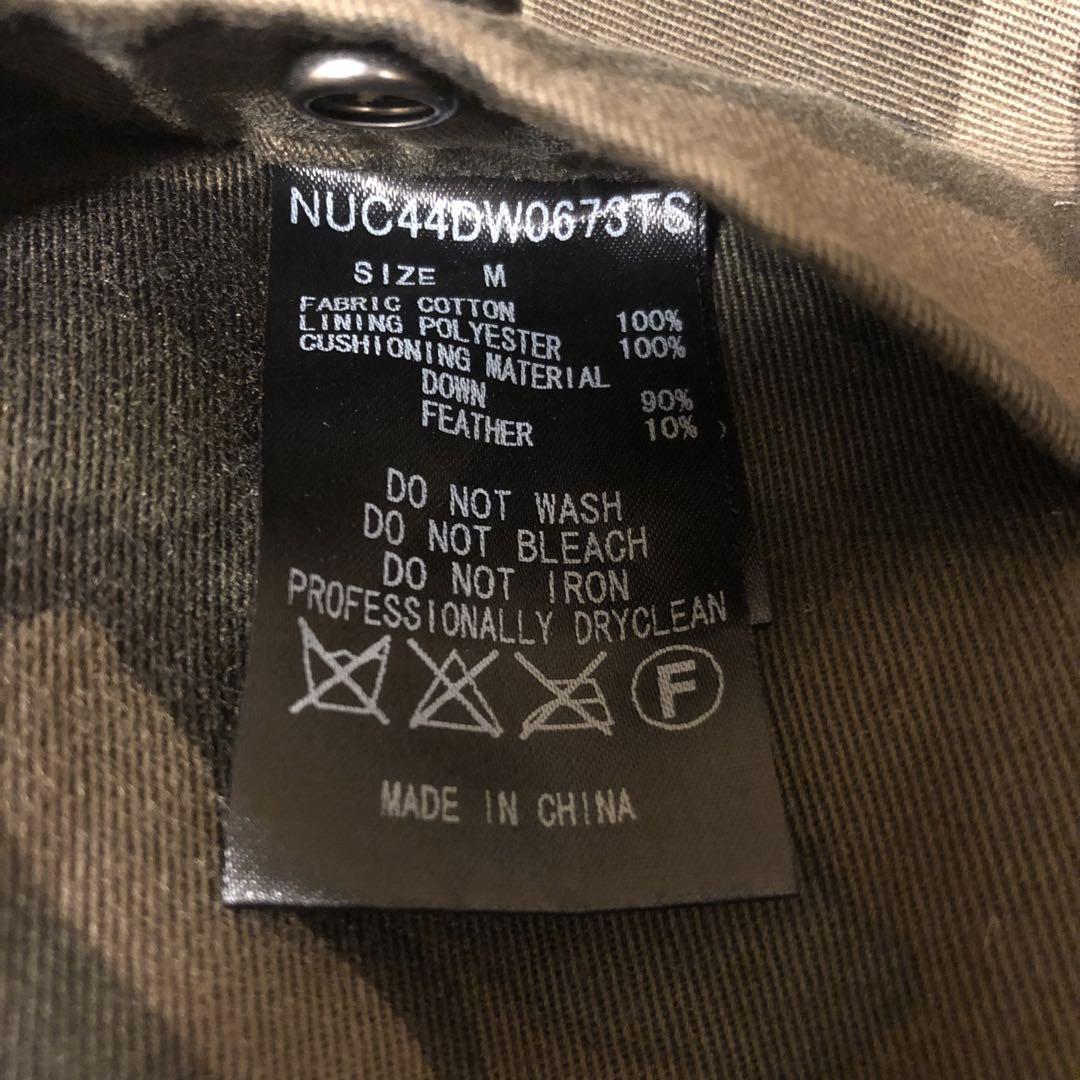 NUC44DW0673TS
SIZE M
FABRIC COTTON 100%
LINING POLYESTER 100%
CUSHIONING MATERIAL
DOWN 90%
FEATHER 10%
DO NOT WASH
DO NOT BLEACH
DO NOT IRON
PROFESSIONALLY DRYCLEAN
F
MADE IN CHINA